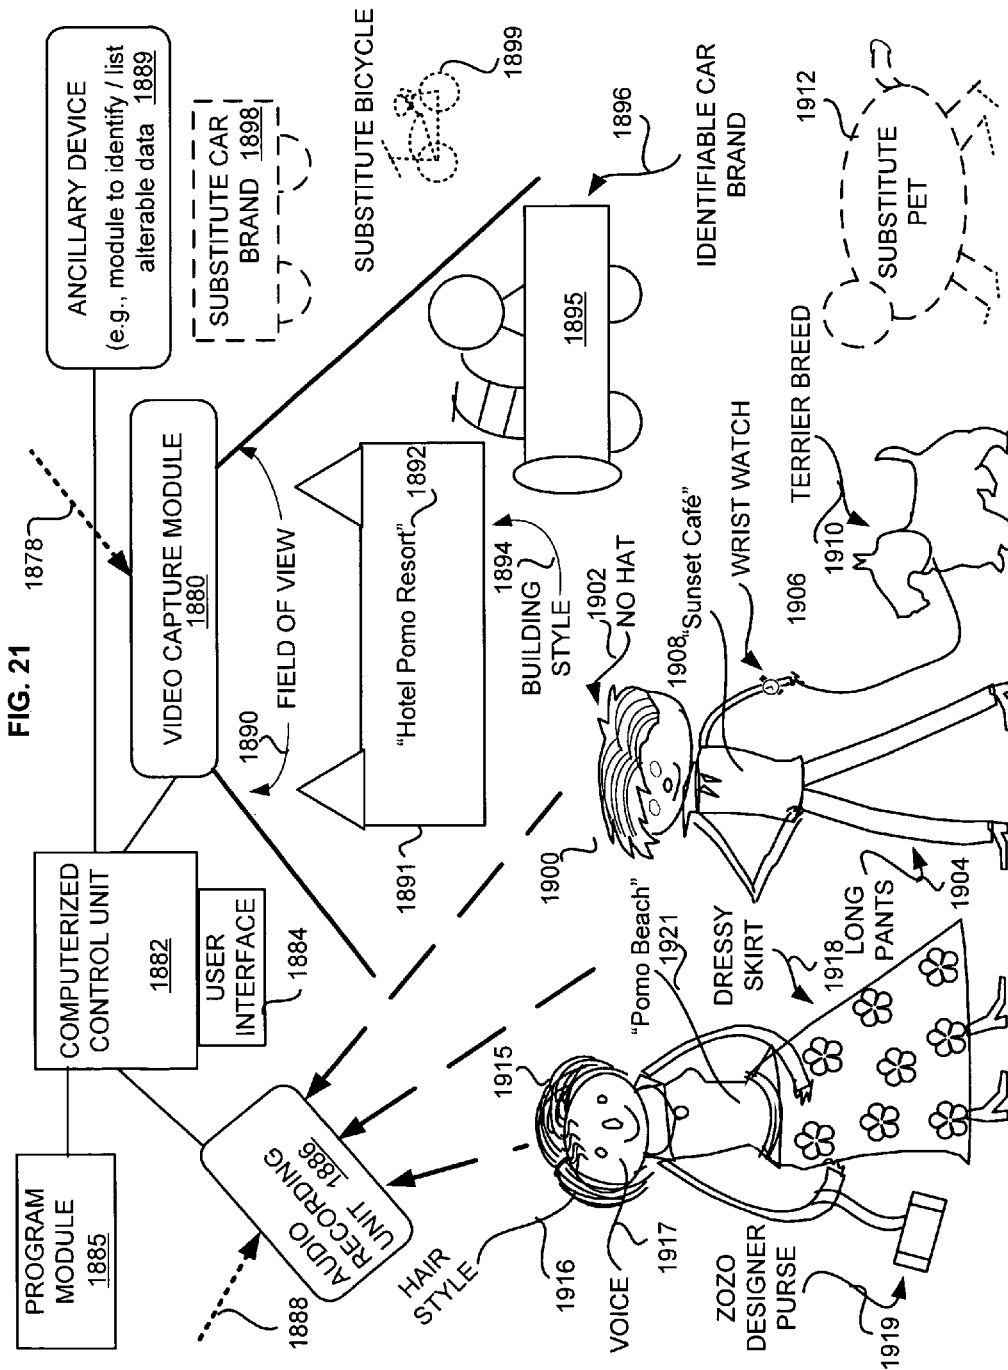 FIG. 21
PROGRAM
MODULE
1885
COMPUTERIZED
CONTROL UNIT
1882
USER
INTERFACE
1884
1878
VIDEO CAPTURE MODULE
1880
ANCILLARY DEVICE
(e.g., module to identify / list
alterable data 1889
SUBSTITUTE CAR
BRAND 1898
SUBSTITUTE BICYCLE
1899
1888
AUDIO
RECORDING
UNIT 1886
1890
FIELD OF VIEW
1891
"Hotel Pomo Resort"
1892
BUILDING
STYLE
1894
1895
1896
IDENTIFIABLE CAR
BRAND
HAIR
STYLE
1916
1915
VOICE
1917
"Pomo Beach"
1921
1900
1902
NO HAT
1908
"Sunset Café"
WRIST WATCH
1906
TERRIER BREED
1910
SUBSTITUTE
PET
1912
ZOZO
DESIGNER
PURSE
1919
DRESSY
SKIRT
1918
LONG
PANTS
1904